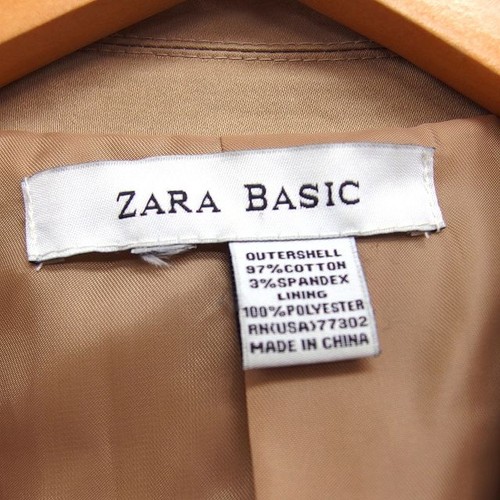 ZARA BASIC
OUTERSHELL
97%COTTON
3%SPANDEX
LINING
100%POLYESTER
RN(USA)77302
MADE IN CHINA